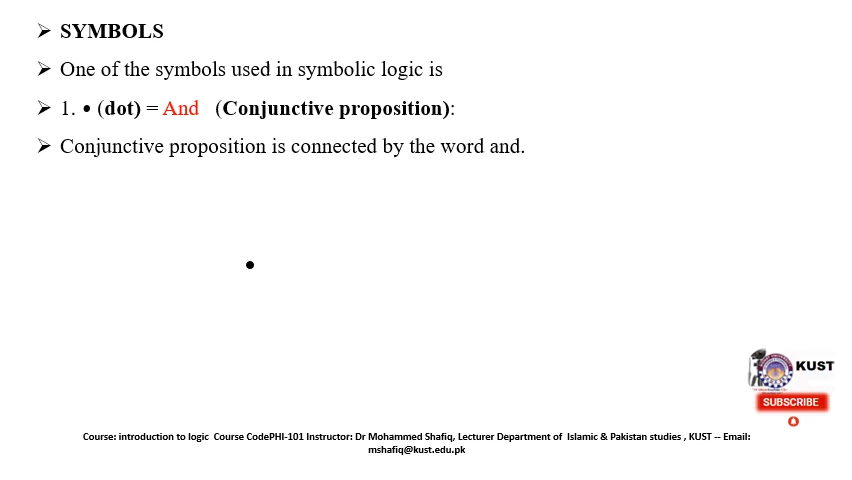 ➢ SYMBOLS
➢ One of the symbols used in symbolic logic is
➢ 1. • (dot) = And (Conjunctive proposition):
➢ Conjunctive proposition is connected by the word and.
•
KUST
SUBSCRIBE
Course: introduction to logic Course CodePHI-101 Instructor: Dr Mohammed Shafiq, Lecturer Department of Islamic & Pakistan studies , KUST -- Email:
mshafiq@kust.edu.pk